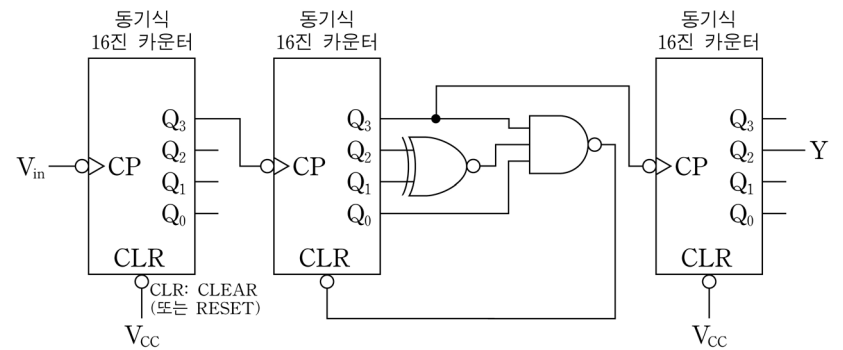 동기식
16진 카운터
동기식
16진 카운터
동기식
16진 카운터
Vin
CP
Q3
Q2
Q1
Q0
CLR
CLR: CLEAR
(또는 RESET)
VCC
CP
Q3
Q2
Q1
Q0
CLR
CP
Q3
Q2
Q1
Q0
CLR
VCC
Y